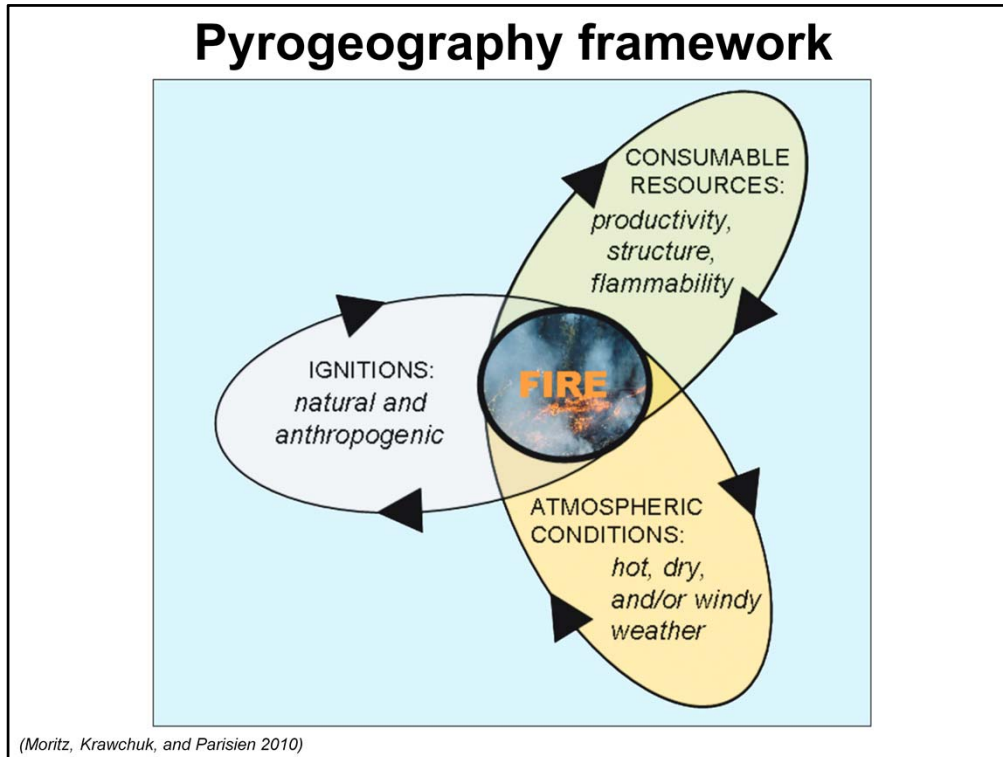 Pyrogeography framework
CONSUMABLE
RESOURCES:
productivity,
structure,
flammability
IGNITIONS:
natural and
anthropogenic
FIRE
ATMOSPHERIC
CONDITIONS:
hot, dry,
and/or windy
weather
(Moritz, Krawchuk, and Parisien 2010)